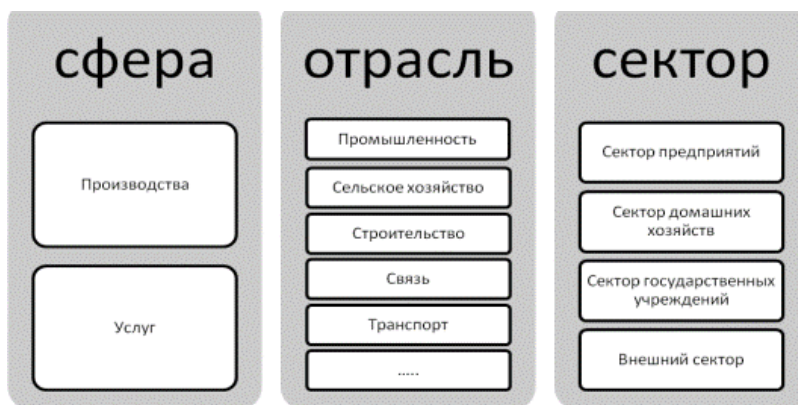 сфера
Производства
Услуг
отрасль
Промышленность
Сельское хозяйство
Строительство
Связь
Транспорт
.....
сектор
Сектор предприятий
Сектор домашних
хозяйств
Сектор государственных
учреждений
Внешний сектор